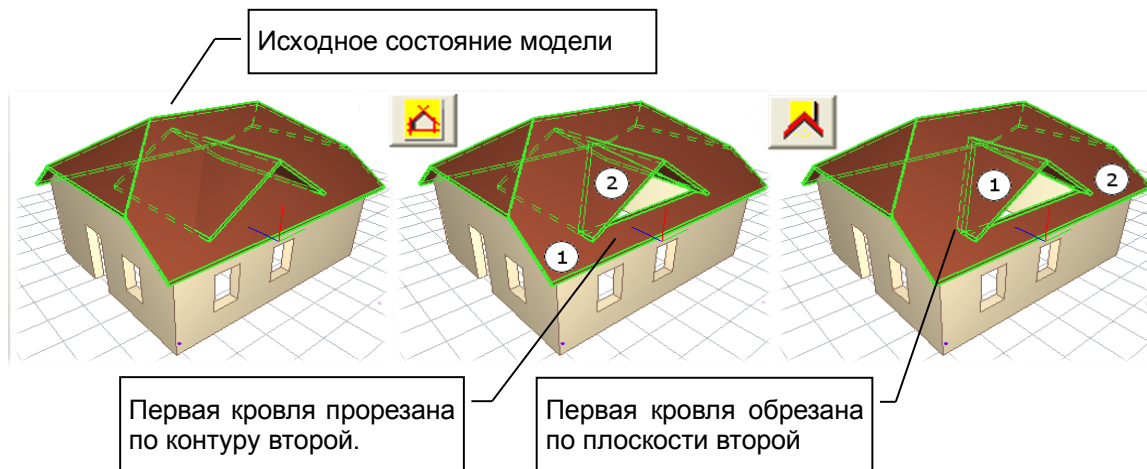 Исходное состояние модели
2
1
1
2
Первая кровля прорезана
по контуру второй.
Первая кровля обрезана
по плоскости второй